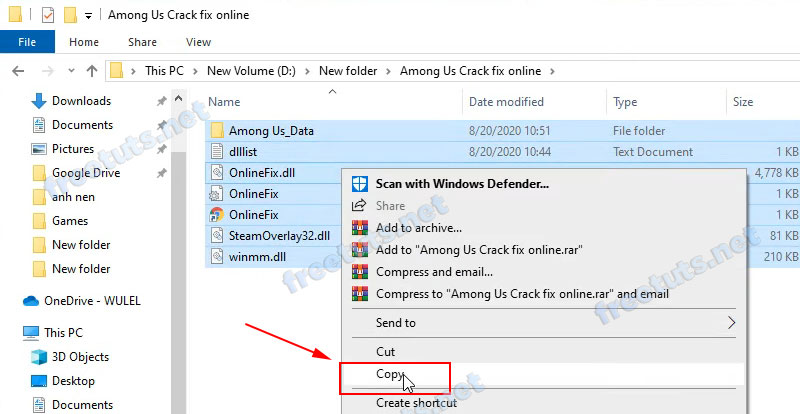 Among Us Crack fix online
File Home Share View
This PC New Volume (D:) New folder Among Us Crack fix online
Name Date modified Type Size
Downloads
Documents
Pictures
Google Drive
anh nen
Games
New folder
New folder
OneDrive - WULEL
This PC
3D Objects
Desktop
Documents
Among Us_Data 8/20/2020 10:51 File folder
dlllist 8/20/2020 10:44 Text Document 1 KB
OnlineFix.dll 4,778 KB
OnlineFix 1 KB
OnlineFix 1 KB
SteamOverlay32.dll 81 KB
winmm.dll 210 KB
Scan with Windows Defender...
Share
Add to archive...
Add to "Among Us Crack fix online.rar"
Compress and email...
Compress to "Among Us Crack fix online.rar" and email
Send to
Cut
Copy
Create shortcut
freetuts.net
freetuts.net
freetuts.net
freetuts.net
freetuts.net
freetuts.net